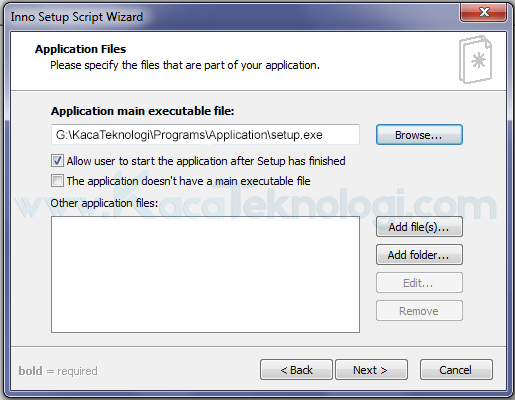 Inno Setup Script Wizard
Application Files
Please specify the files that are part of your application.
Application main executable file:
G:\KacaTeknologi\Programs\Application\setup.exe
Browse...
Allow user to start the application after Setup has finished
The application doesn't have a main executable file
www.KacaTeknologi.com
Other application files:
Add file(s)...
Add folder...
Edit...
Remove
bold = required
< Back
Next >
Cancel